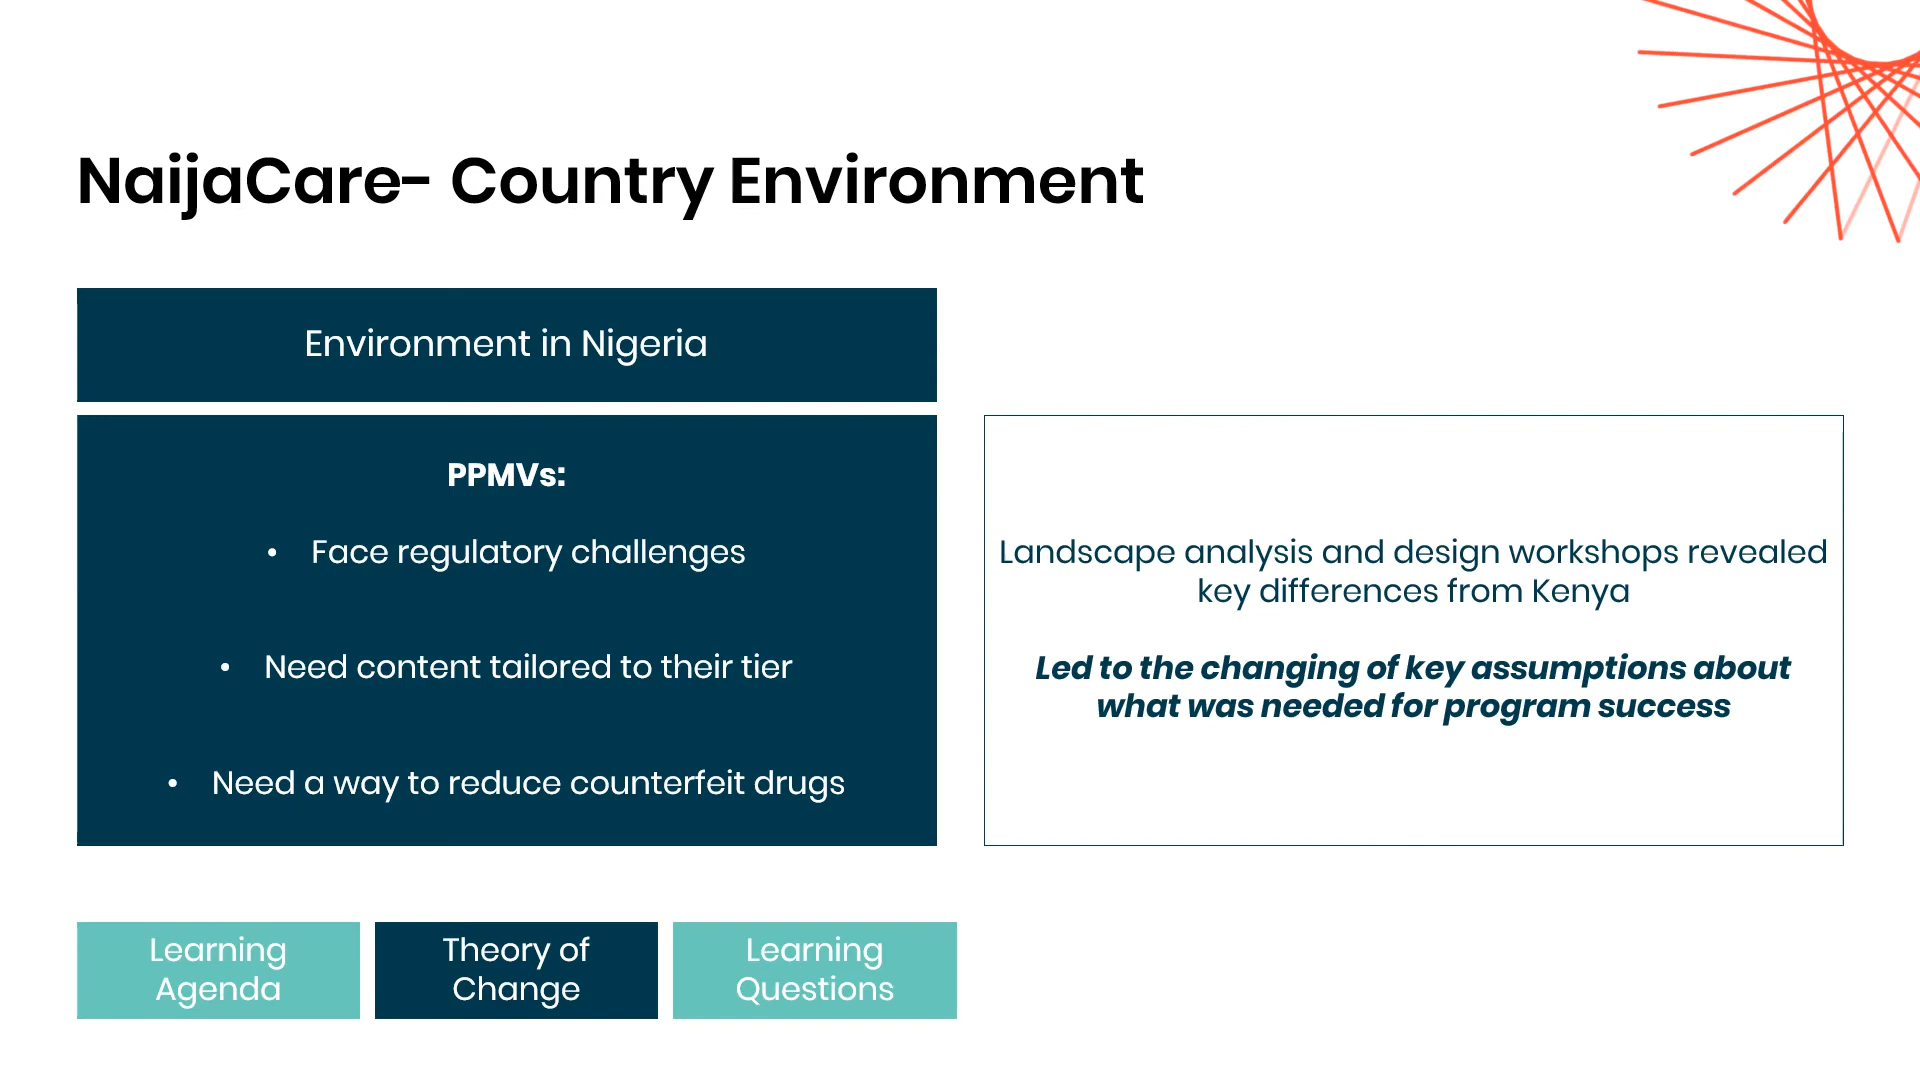 NaijaCare- Country Environment
Environment in Nigeria
PPMVs:
• Face regulatory challenges
• Need content tailored to their tier
• Need a way to reduce counterfeit drugs
Landscape analysis and design workshops revealed
key differences from Kenya
Led to the changing of key assumptions about
what was needed for program success
Learning
Agenda
Theory of
Change
Learning
Questions